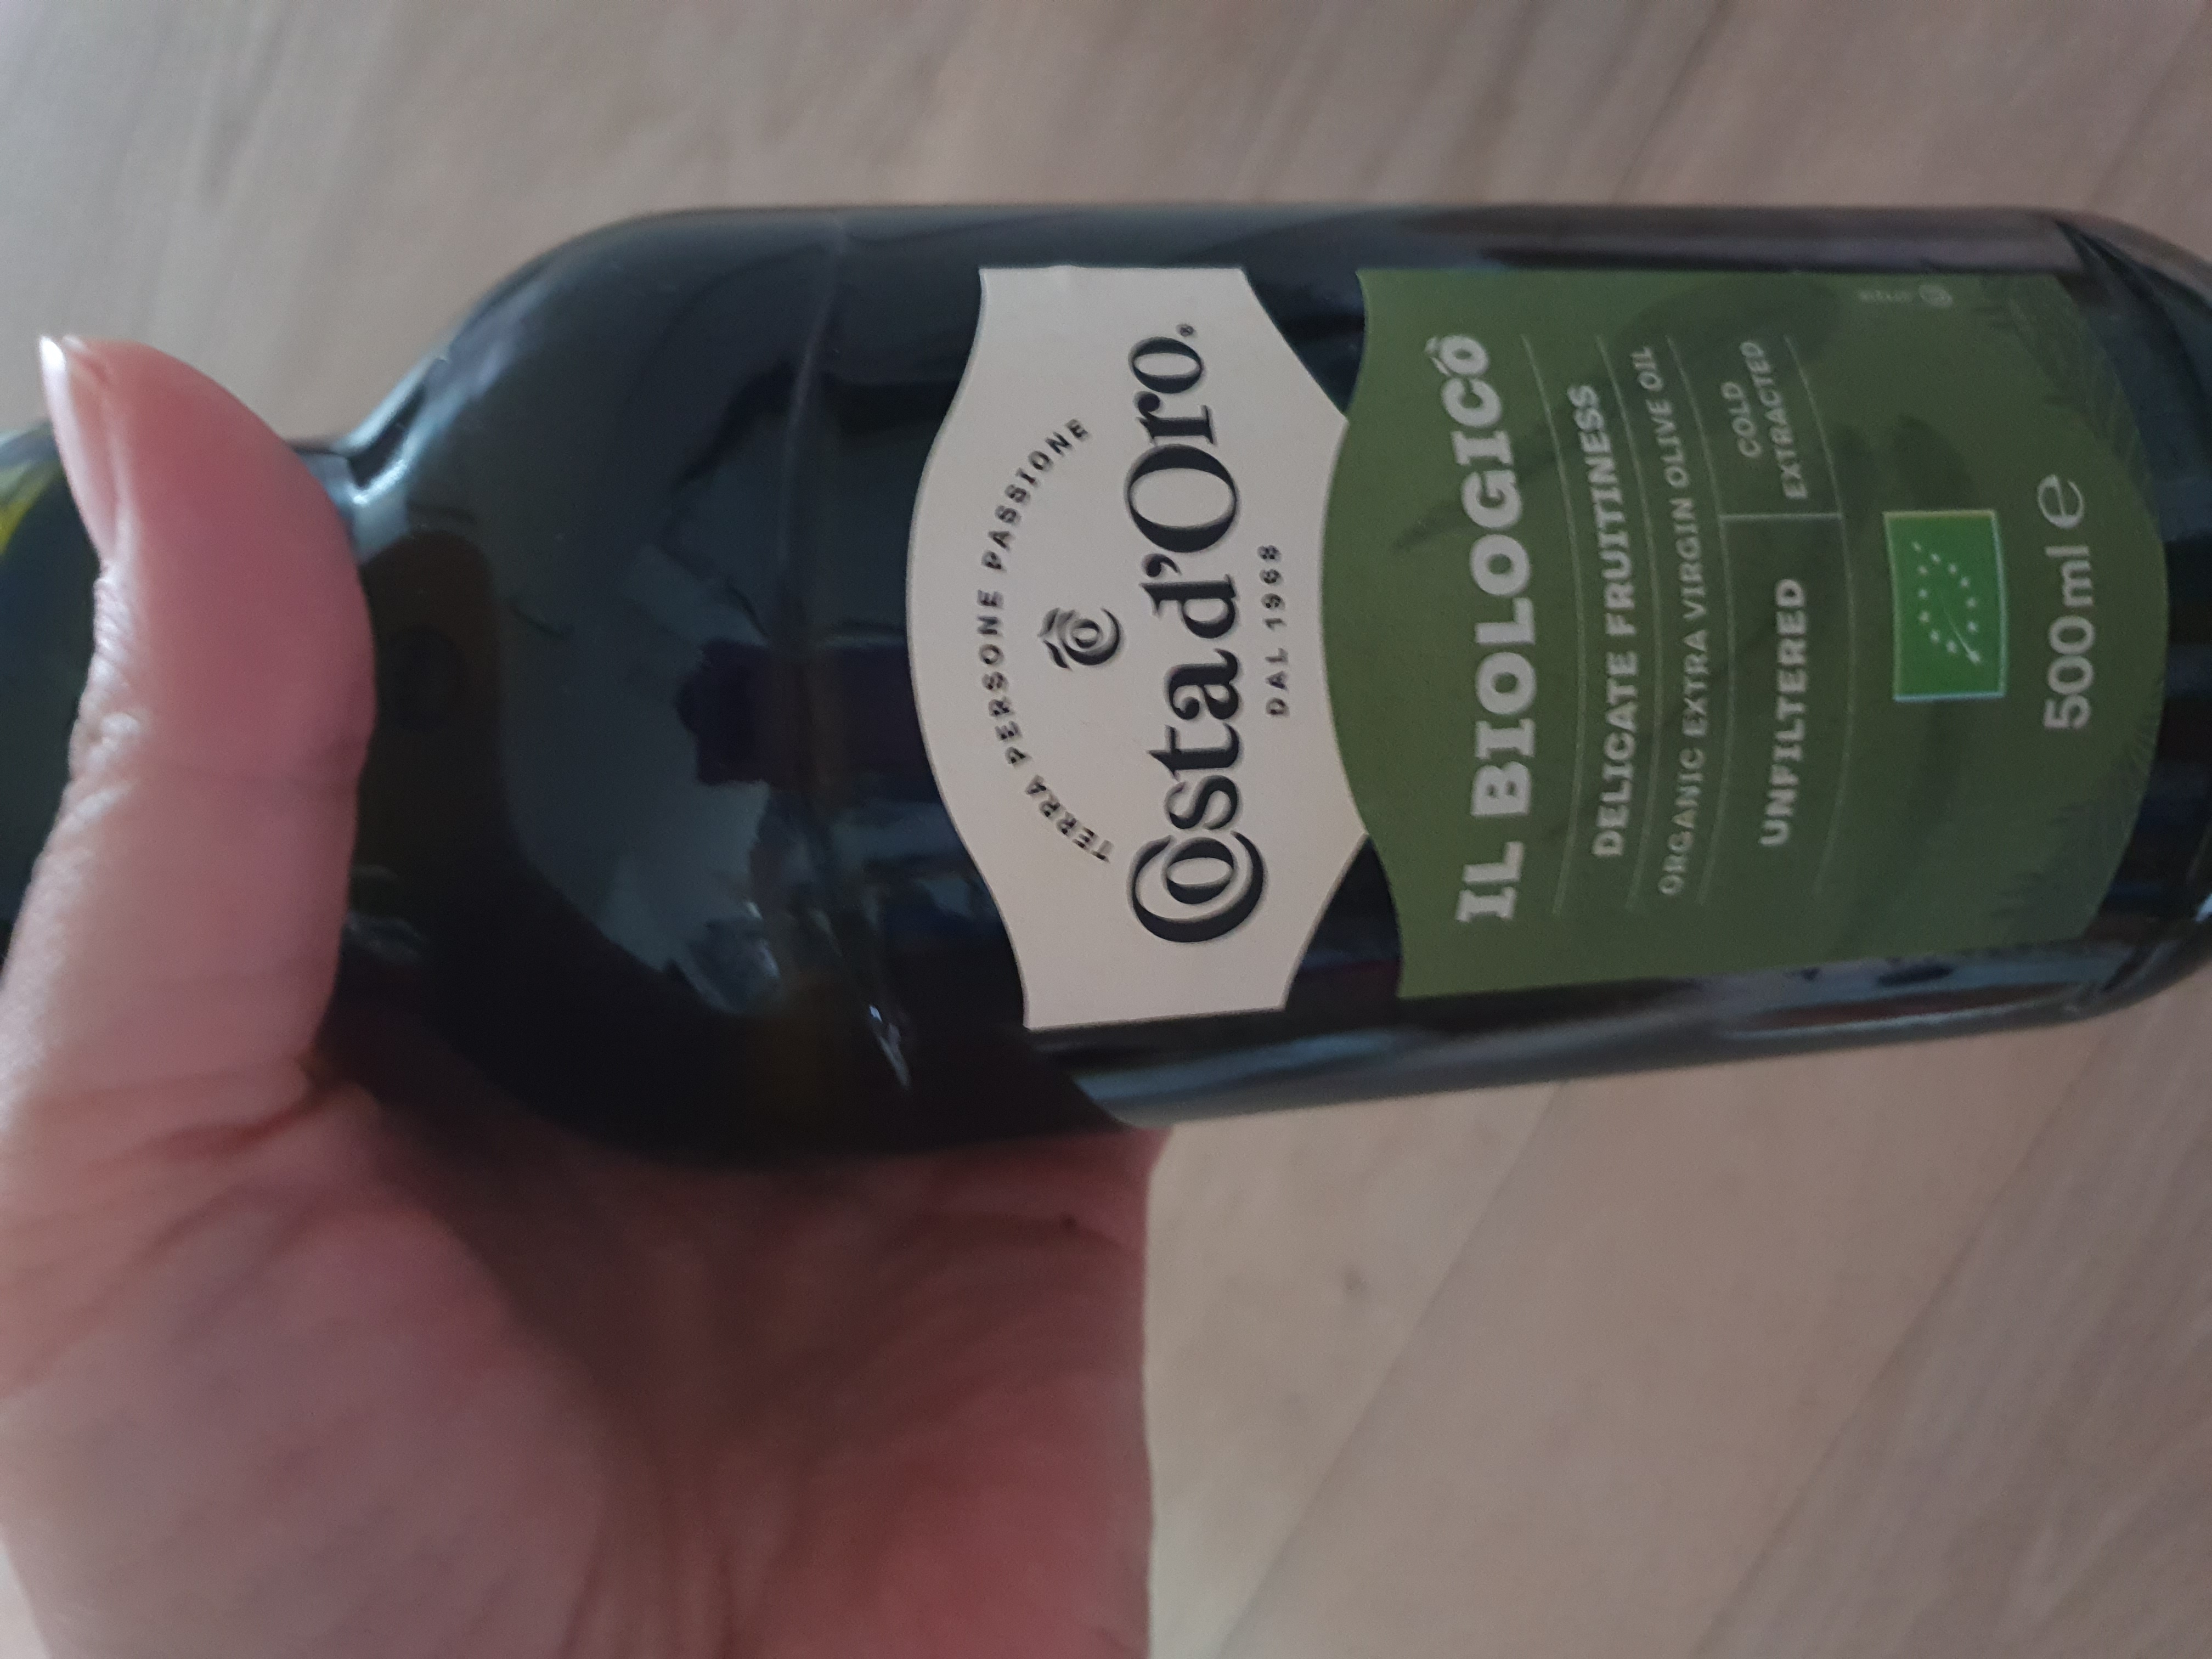 TERRA PERSONE PASSIONE
Costa d'Oro®
DAL 1968
IL BIOLOGICO
DELICATE FRUITINESS
ORGANIC EXTRA VIRGIN OLIVE OIL
UNFILTERED
COLD
EXTRACTED
500 ml ℮